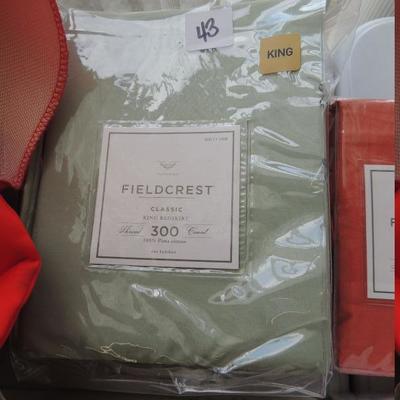 43
KING
FIELDCREST
CLASSIC
KING BEDSKIRT
Thread 300 Count
100% Pima cotton